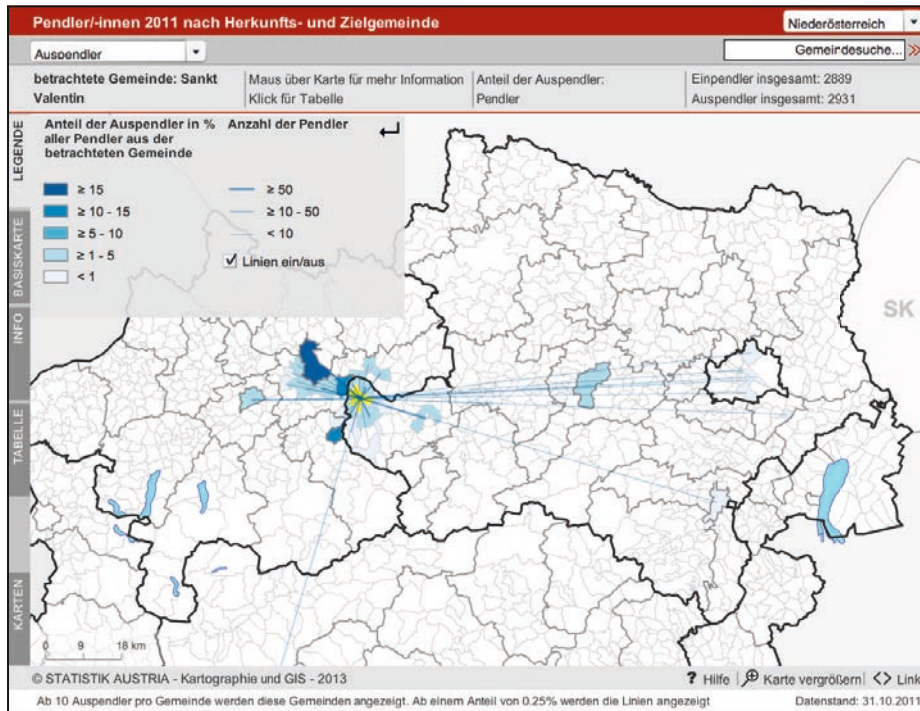 Pendler/-innen 2011 nach Herkunfts- und Zielgemeinde
Niederösterreich
Auspendler
Gemeindesuche...
betrachtete Gemeinde: Sankt
Valentin
Maus über Karte für mehr Information
Klick für Tabelle
Anteil der Auspendler:
Pendler
Einpendler insgesamt: 2889
Auspendler insgesamt: 2931
LEGENDE
BASISKARTE
INFO
TABELLE
KARTEN
Anteil der Auspendler in %
aller Pendler aus der
betrachteten Gemeinde
≥ 15
≥ 10 - 15
≥ 5 - 10
≥ 1 - 5
< 1
Anzahl der Pendler
≥ 50
≥ 10 - 50
< 10
Linien ein/aus
SK
0 9 18 km
© STATISTIK AUSTRIA - Kartographie und GIS - 2013
? Hilfe
Karte vergrößern
<> Link
Ab 10 Auspendler pro Gemeinde werden diese Gemeinden angezeigt. Ab einem Anteil von 0.25% werden die Linien angezeigt
Datenstand: 31.10.2011